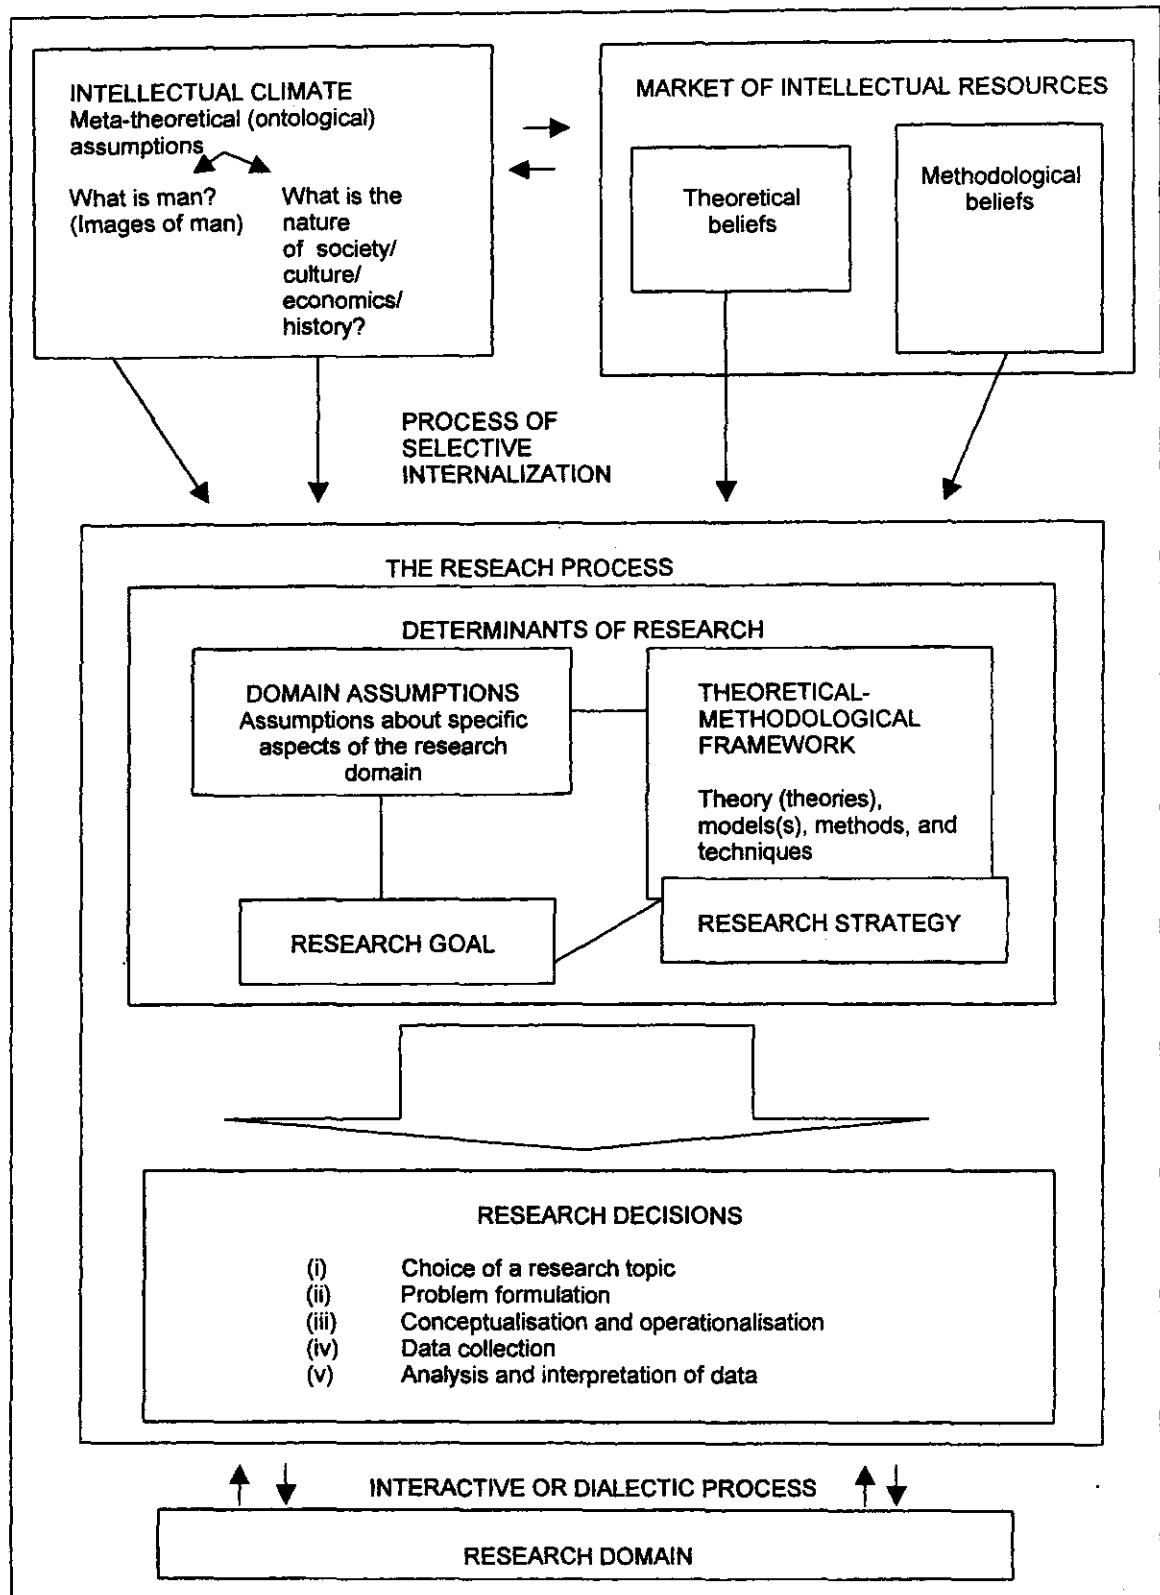 INTELLECTUAL CLIMATE
Meta-theoretical (ontological)
assumptions
What is man?
(Images of man)
What is the
nature
of society/
culture/
economics/
history?
MARKET OF INTELLECTUAL RESOURCES
Theoretical
beliefs
Methodological
beliefs
PROCESS OF
SELECTIVE
INTERNALIZATION
THE RESEACH PROCESS
DETERMINANTS OF RESEARCH
DOMAIN ASSUMPTIONS
Assumptions about specific
aspects of the research
domain
THEORETICAL-
METHODOLOGICAL
FRAMEWORK
Theory (theories),
models(s), methods, and
techniques
RESEARCH GOAL
RESEARCH STRATEGY
RESEARCH DECISIONS
(i) Choice of a research topic
(ii) Problem formulation
(iii) Conceptualisation and operationalisation
(iv) Data collection
(v) Analysis and interpretation of data
INTERACTIVE OR DIALECTIC PROCESS
RESEARCH DOMAIN